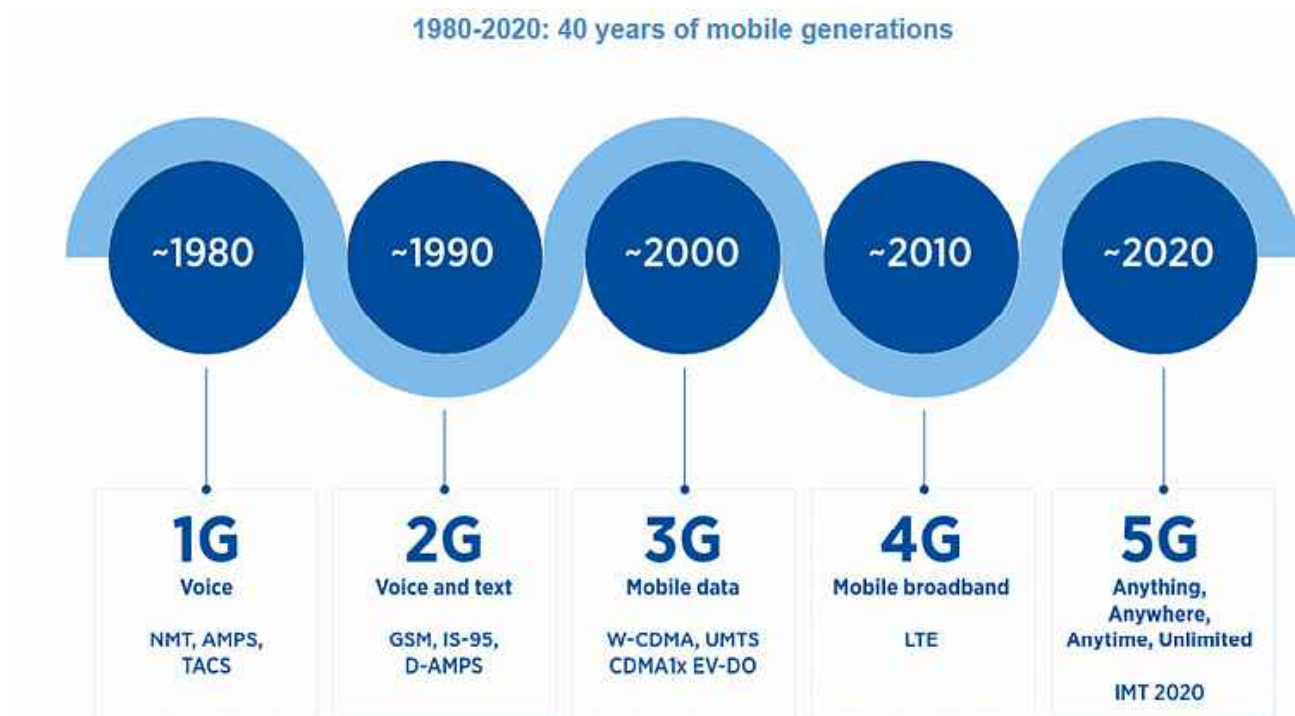 1980-2020: 40 years of mobile generations
~1980
~1990
~2000
~2010
~2020
1G
Voice
NMT, AMPS,
TACS
2G
Voice and text
GSM, IS-95,
D-AMPS
3G
Mobile data
W-CDMA, UMTS
CDMA1x EV-DO
4G
Mobile broadband
LTE
5G
Anything,
Anywhere,
Anytime, Unlimited
IMT 2020